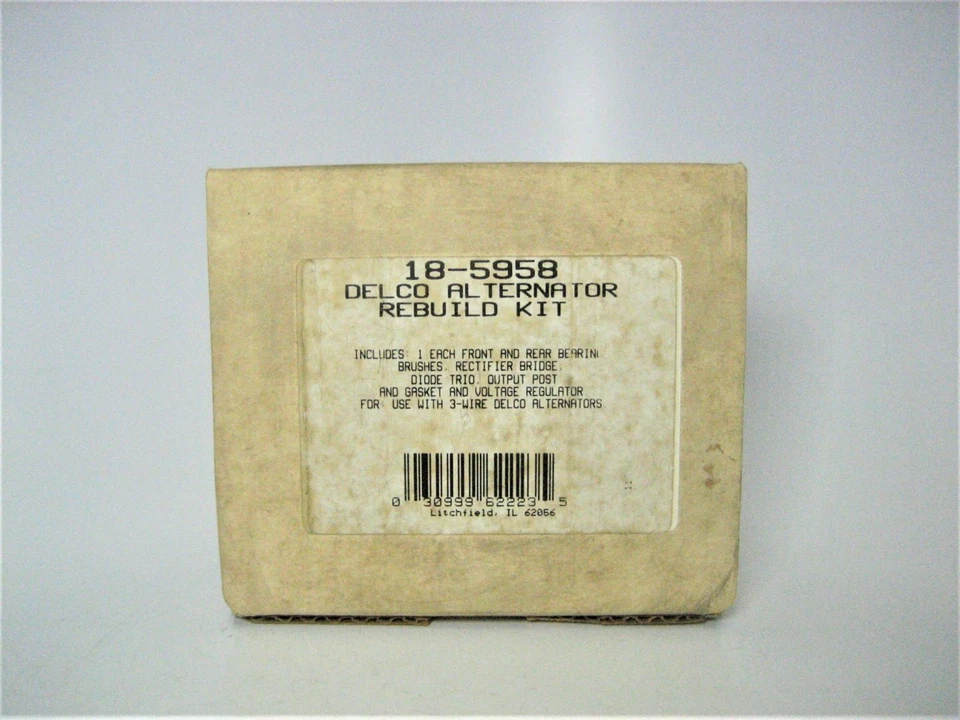 18-5958
DELCO ALTERNATOR
REBUILD KIT
INCLUDES: 1 EACH FRONT AND REAR BEARING
BRUSHES, RECTIFIER BRIDGE,
DIODE TRIO, OUTPUT POST
AND GASKET AND VOLTAGE REGULATOR
FOR USE WITH 3-WIRE DELCO ALTERNATORS
0 30999 62223 5
Litchfield, IL 62056